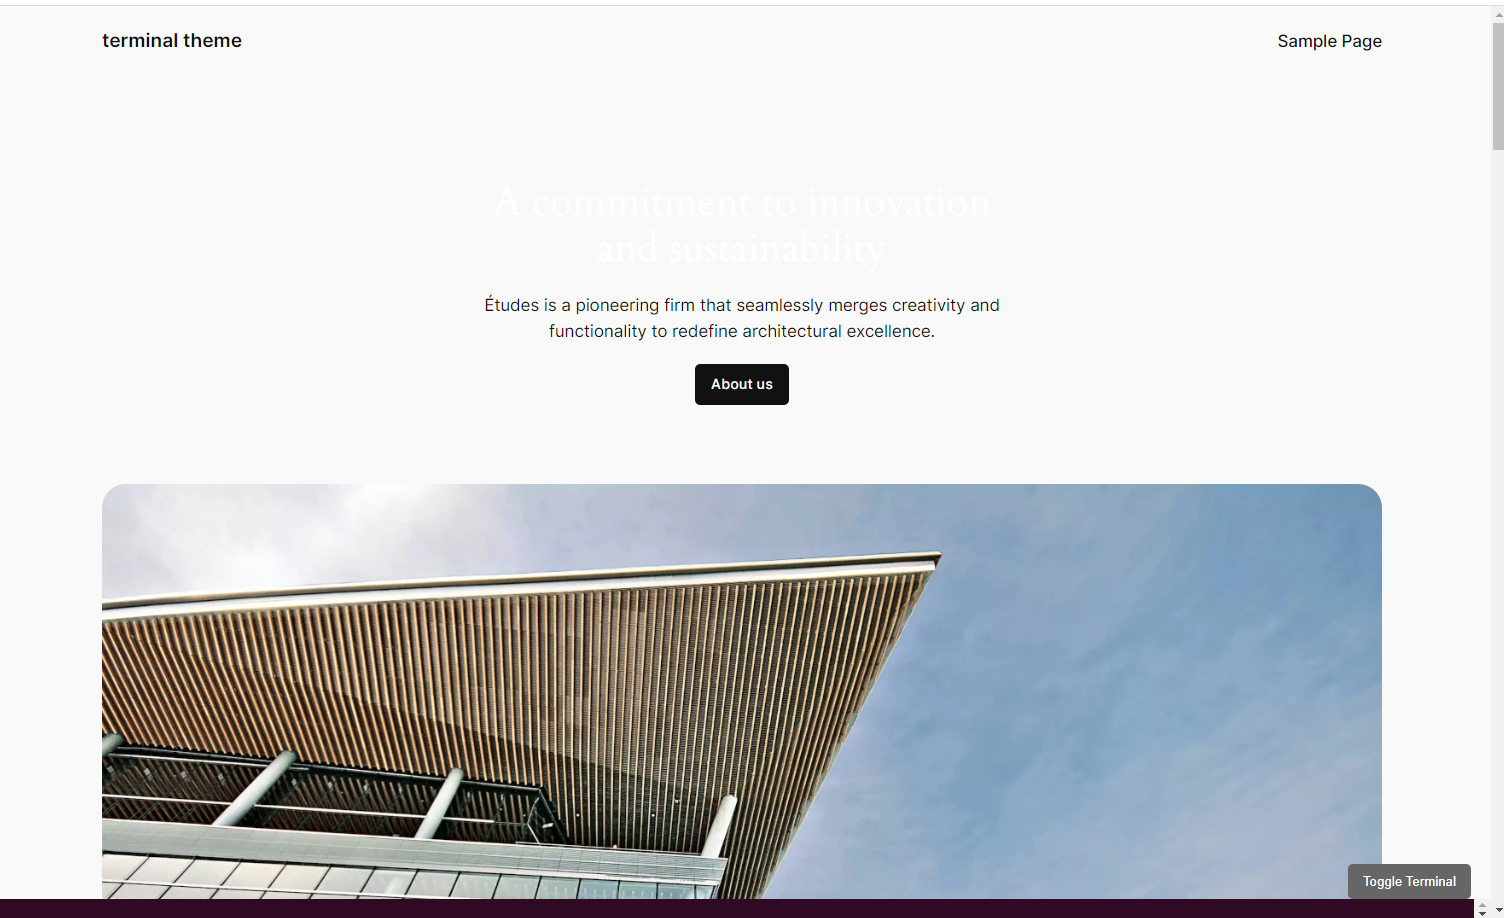 terminal theme
Sample Page
A commitment to innovation
and sustainability
Études is a pioneering firm that seamlessly merges creativity and
functionality to redefine architectural excellence.
About us
Toggle Terminal